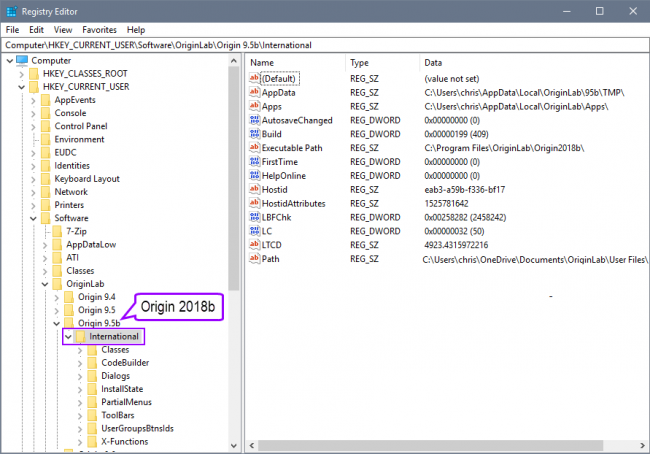 Registry Editor
File Edit View Favorites Help
Computer\HKEY_CURRENT_USER\Software\OriginLab\Origin 9.5b\International
Computer
HKEY_CLASSES_ROOT
HKEY_CURRENT_USER
AppEvents
Console
Control Panel
Environment
EUDC
Identities
Keyboard Layout
Network
Printers
Software
7-Zip
AppDataLow
ATI
Classes
OriginLab
Origin 9.4
Origin 9.5
Origin 9.5b
Origin 2018b
International
Classes
CodeBuilder
Dialogs
InstallState
PartialMenus
ToolBars
UserGroupsBtnsIds
X-Functions
Name Type Data
(Default) REG_SZ (value not set)
AppData REG_SZ C:\Users\chris\AppData\Local\OriginLab\95b\TMP\
Apps REG_SZ C:\Users\chris\AppData\Local\OriginLab\Apps\
AutosaveChanged REG_DWORD 0x00000000 (0)
Build REG_DWORD 0x00000199 (409)
Executable Path REG_SZ C:\Program Files\OriginLab\Origin2018b\
FirstTime REG_DWORD 0x00000000 (0)
HelpOnline REG_DWORD 0x00000000 (0)
Hostid REG_SZ eab3-a59b-f336-bf17
HostidAttributes REG_SZ 1525781642
LBFChk REG_DWORD 0x00258282 (2458242)
LC REG_DWORD 0x00000032 (50)
LTCD REG_SZ 4923.4315972216
Path REG_SZ C:\Users\chris\OneDrive\Documents\OriginLab\User Files\